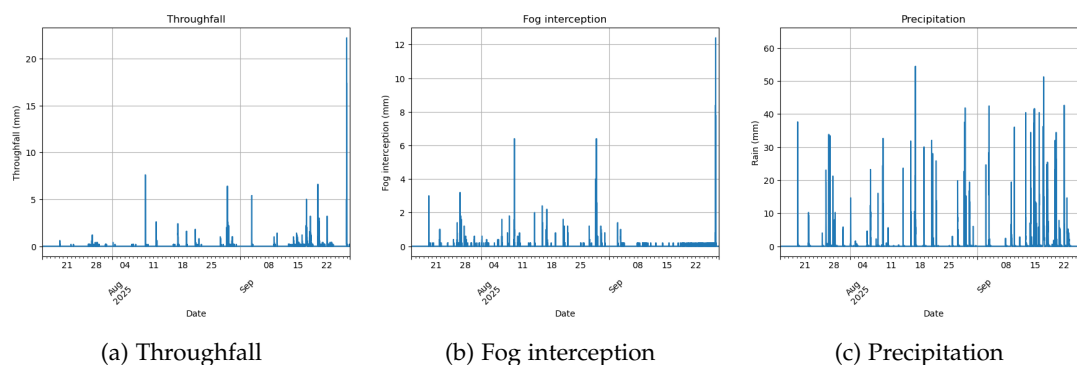 Throughfall
Throughfall (mm)
20
15
10
5
0
21 28 04 11 18 25 08 15 22
Aug
2025
Sep
Date
(a) Throughfall
Fog interception
Fog interception (mm)
12
10
8
6
4
2
0
21 28 04 11 18 25 08 15 22
Aug
2025
Sep
Date
(b) Fog interception
Precipitation
Rain (mm)
60
50
40
30
20
10
0
21 28 04 11 18 25 08 15 22
Aug
2025
Sep
Date
(c) Precipitation